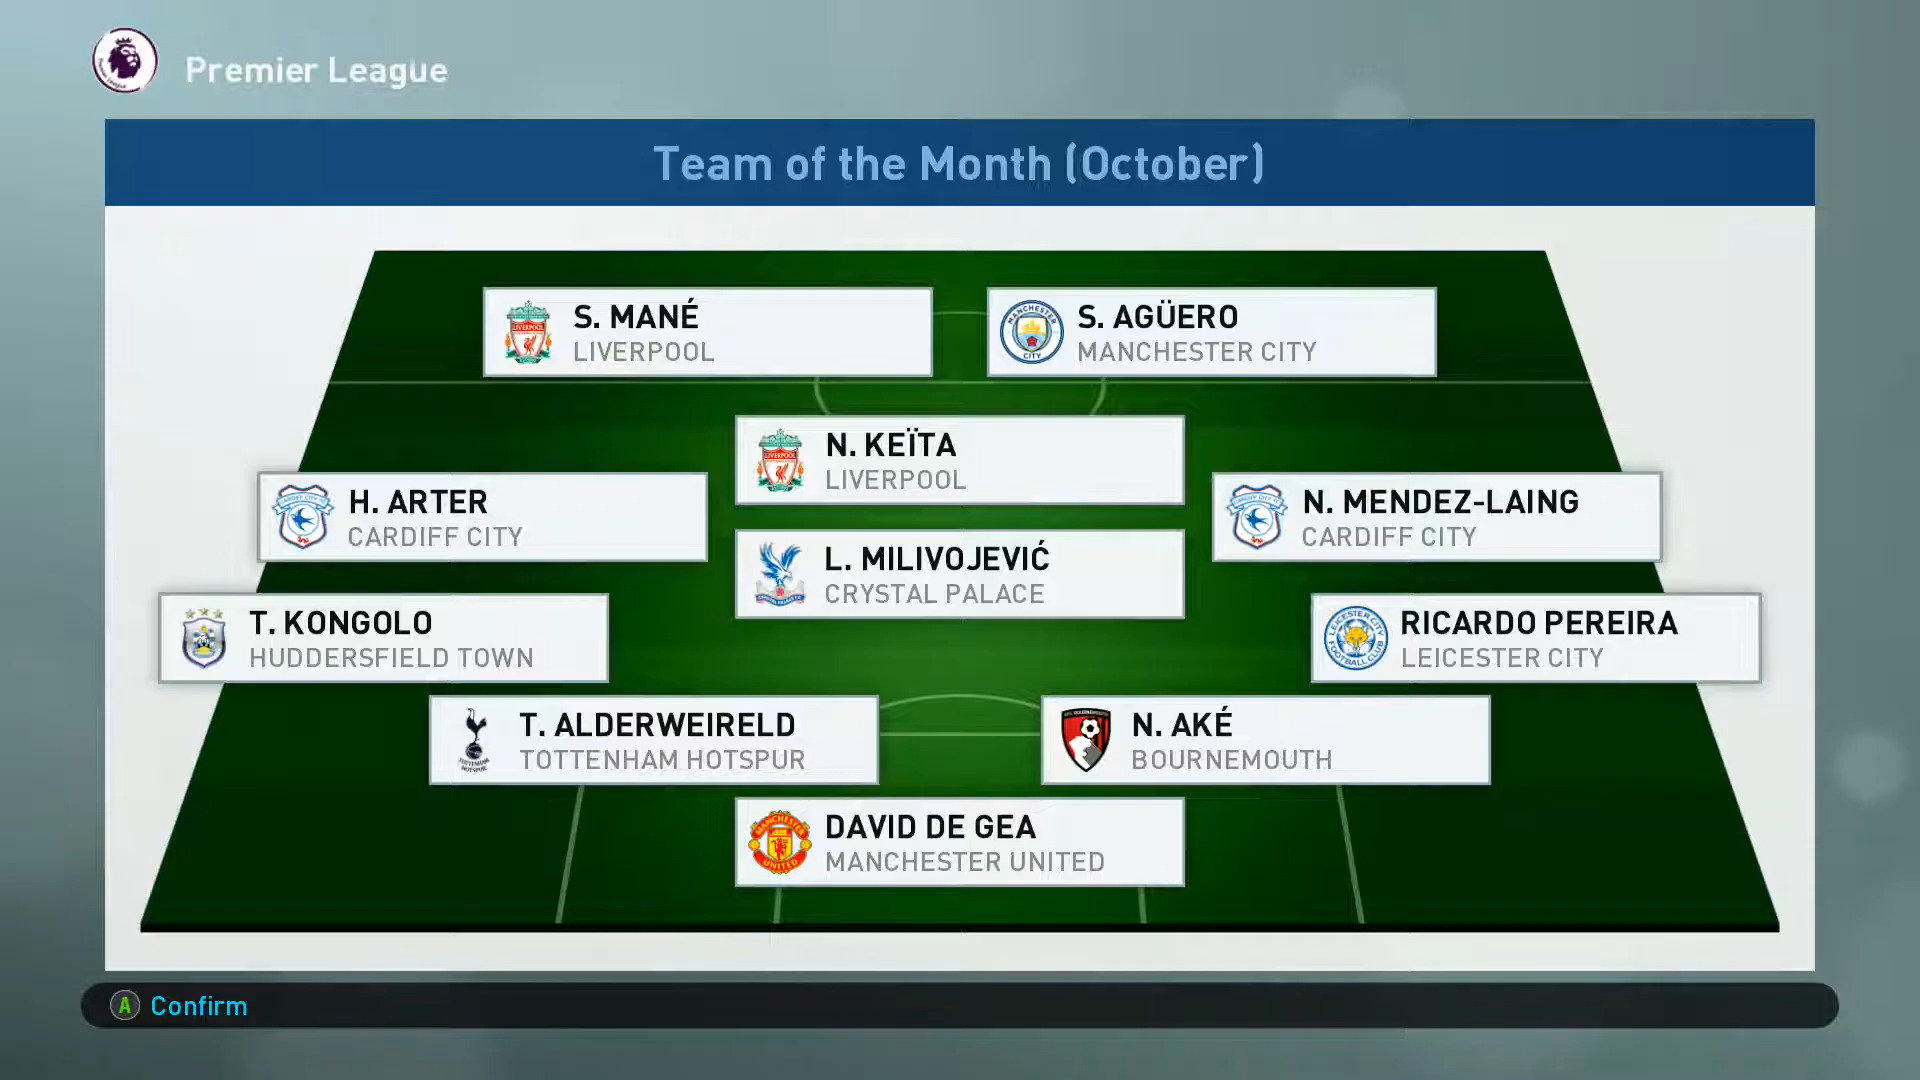 Premier League
Team of the Month (October)
S. MANÉ
LIVERPOOL
S. AGÜERO
MANCHESTER CITY
N. KEÏTA
LIVERPOOL
H. ARTER
CARDIFF CITY
N. MENDEZ-LAING
CARDIFF CITY
L. MILIVOJEVIĆ
CRYSTAL PALACE
T. KONGOLO
HUDDERSFIELD TOWN
RICARDO PEREIRA
LEICESTER CITY
T. ALDERWEIRELD
TOTTENHAM HOTSPUR
N. AKÉ
BOURNEMOUTH
DAVID DE GEA
MANCHESTER UNITED
A Confirm